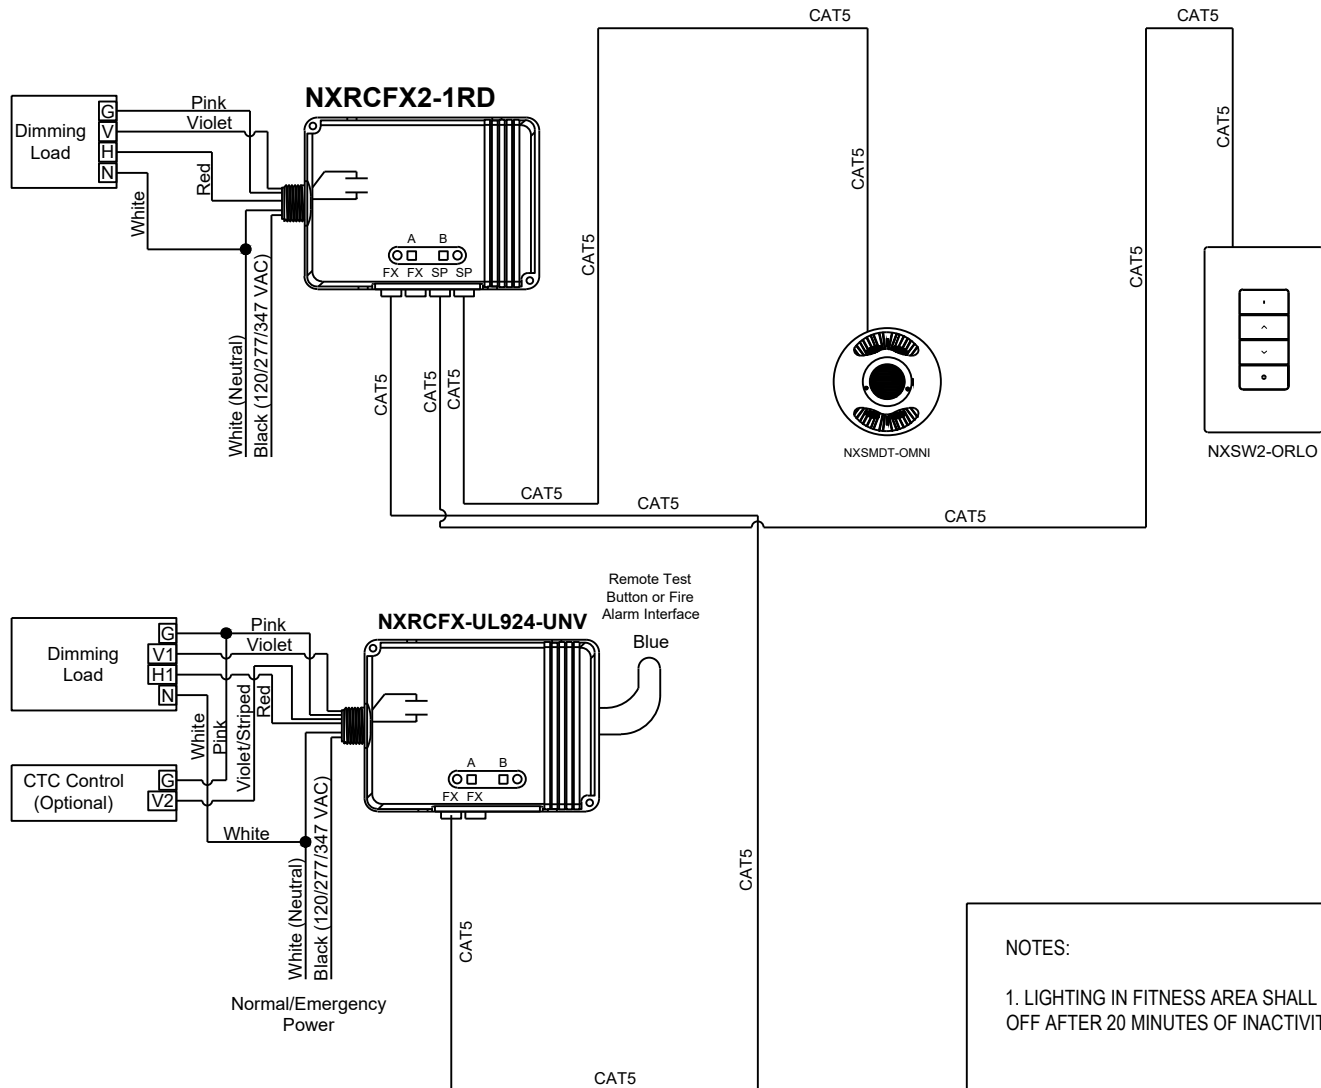 CAT5
CAT5
NXRCFX2-1RD
Dimming
Load
G
V
H
N
Pink
Violet
Red
White
White (Neutral)
Black (120/277/347 VAC)
A B
FX FX SP SP
CAT5
CAT5
CAT5
CAT5
CAT5
CAT5
CAT5
CAT5
CAT5
CAT5
NXSMDT-OMNI
NXSW2-ORLO
Remote Test
Button or Fire
Alarm Interface
Blue
NXRCFX-UL924-UNV
Dimming
Load
G
V1
H1
N
Pink
Violet
White
Pink
Violet/Striped
Red
CTC Control
(Optional)
G
V2
White
White (Neutral)
Black (120/277/347 VAC)
A B
FX FX
CAT5
CAT5
Normal/Emergency
Power
CAT5
NOTES:
1. LIGHTING IN FITNESS AREA SHALL
OFF AFTER 20 MINUTES OF INACTIVIT